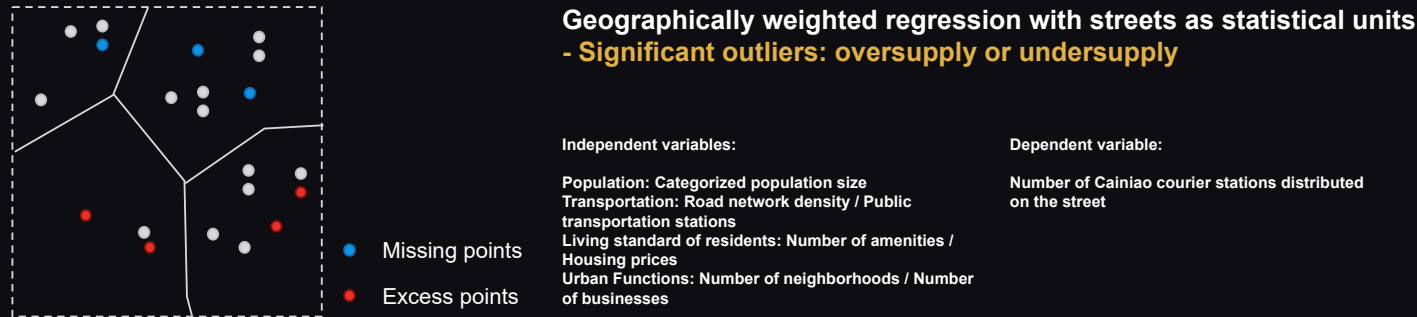 Geographically weighted regression with streets as statistical units
- Significant outliers: oversupply or undersupply
Independent variables:
Population: Categorized population size
Transportation: Road network density / Public
transportation stations
Living standard of residents: Number of amenities /
Housing prices
Urban Functions: Number of neighborhoods / Number
of businesses
Dependent variable:
Number of Cainiao courier stations distributed
on the street
Missing points
Excess points